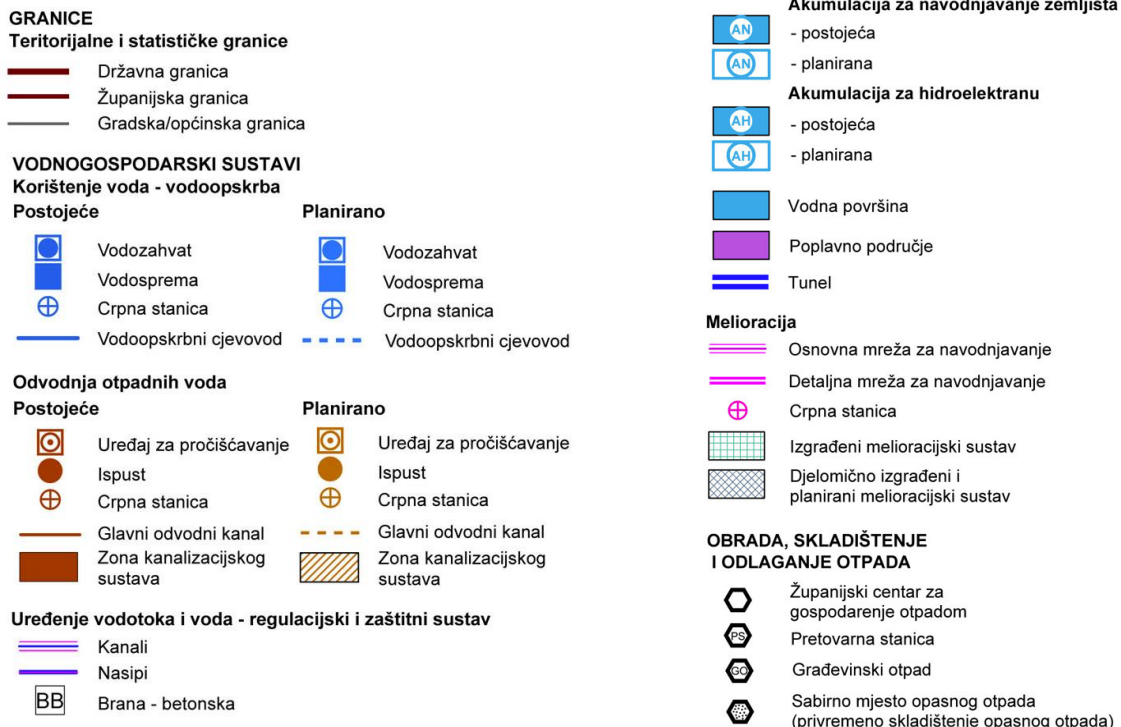 GRANICE
Teritorijalne i statističke granice
Državna granica
Županijska granica
Gradska/općinska granica
VODNOGOSPODARSKI SUSTAVI
Korištenje voda - vodoopskrba
Postojeće
Planirano
Vodozahvat
Vodozahvat
Vodosprema
Vodosprema
Crpna stanica
Crpna stanica
Vodoopskrbni cjevovod
Vodoopskrbni cjevovod
Odvodnja otpadnih voda
Postojeće
Planirano
Uređaj za pročišćavanje
Uređaj za pročišćavanje
Ispust
Ispust
Crpna stanica
Crpna stanica
Glavni odvodni kanal
Glavni odvodni kanal
Zona kanalizacijskog
sustava
Zona kanalizacijskog
sustava
Uređenje vodotoka i voda - regulacijski i zaštitni sustav
Kanali
Nasipi
BB Brana - betonska
Akumulacija za navodnjavanje zemljišta
AN - postojeća
AN - planirana
Akumulacija za hidroelektranu
AH - postojeća
AH - planirana
Vodna površina
Poplavno područje
Tunel
Melioracija
Osnovna mreža za navodnjavanje
Detaljna mreža za navodnjavanje
Crpna stanica
Izgrađeni melioracijski sustav
Djelomično izgrađeni i
planirani melioracijski sustav
OBRADA, SKLADIŠTENJE
I ODLAGANJE OTPADA
Županijski centar za
gospodarenje otpadom
PS Pretovarna stanica
GO Građevinski otpad
Sabirno mjesto opasnog otpada
(privremeno skladištenje opasnog otpada)